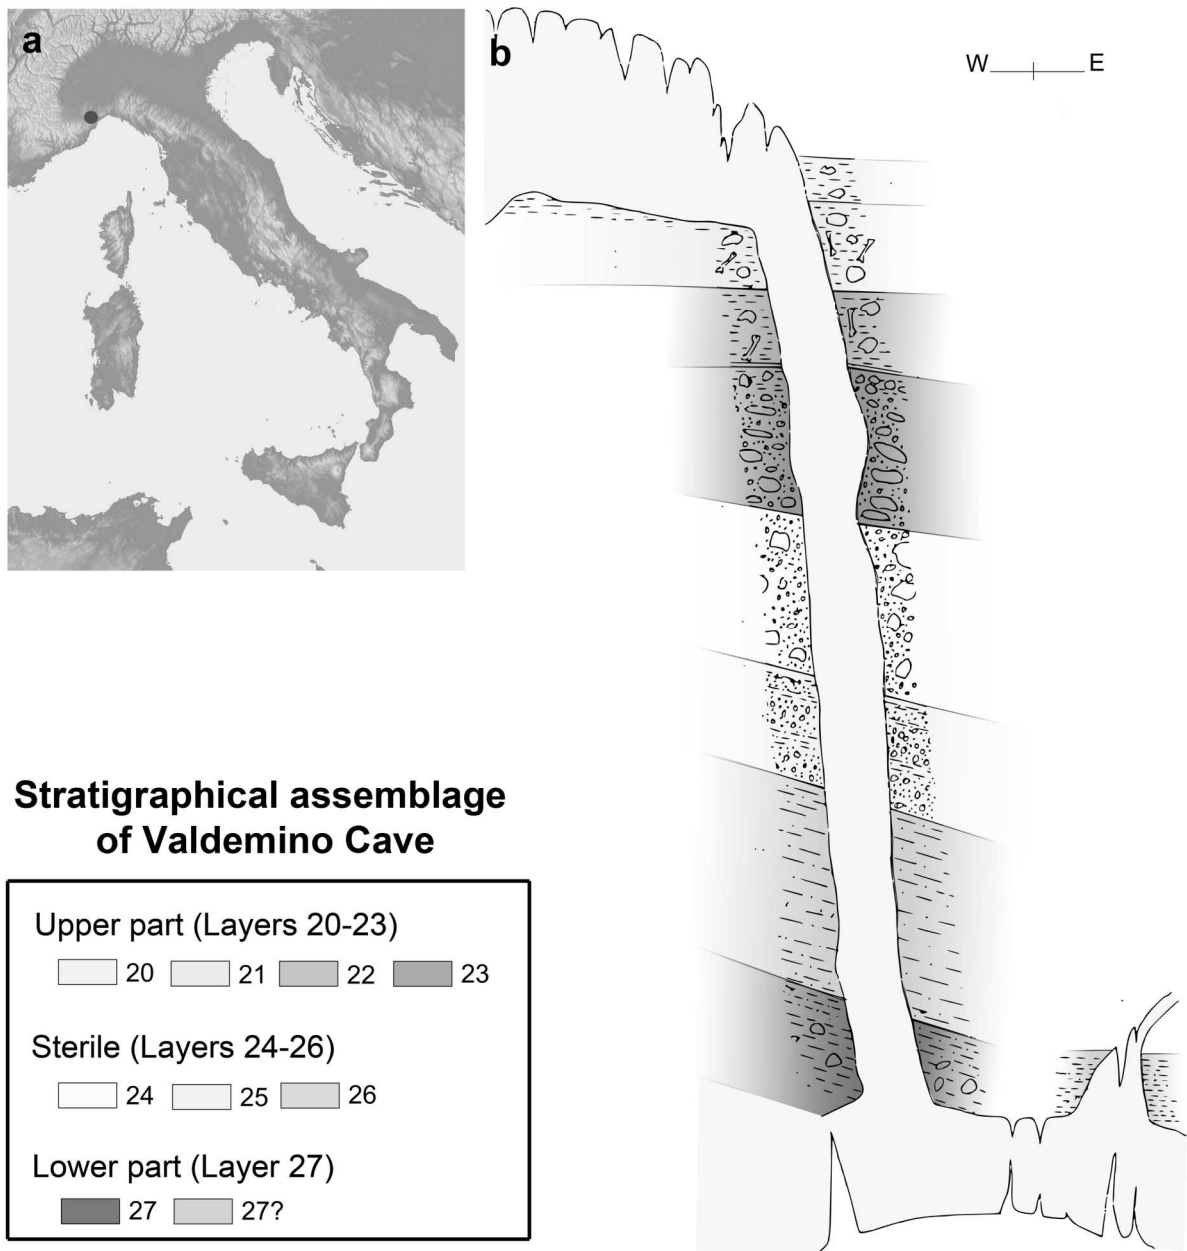 a
b
W E
Stratigraphical assemblage
of Valdemino Cave
Upper part (Layers 20-23)
20 21 22 23
Sterile (Layers 24-26)
24 25 26
Lower part (Layer 27)
27 27?